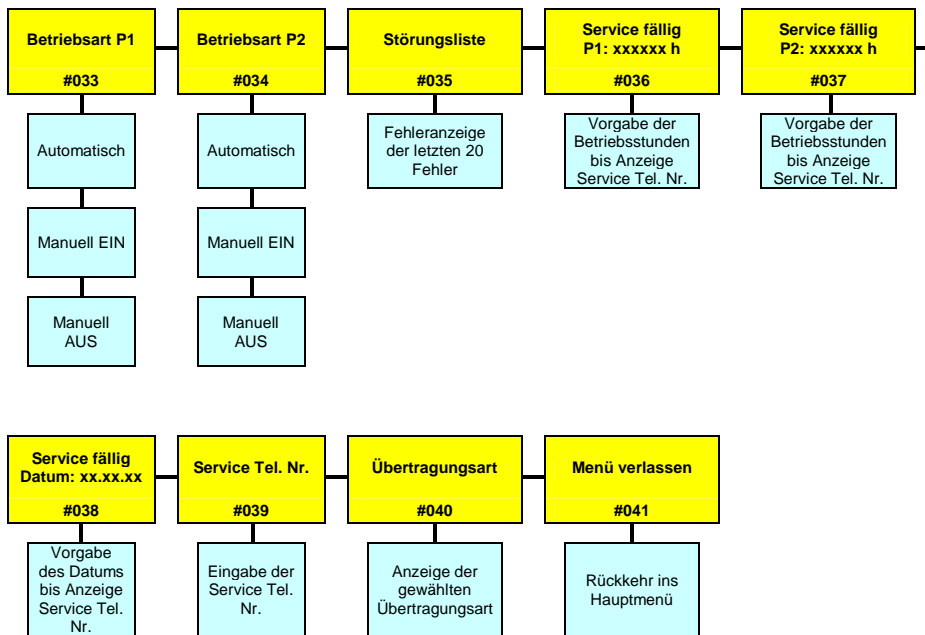 Betriebsart P1
#033
Automatisch
Manuell EIN
Manuell
AUS
Betriebsart P2
#034
Automatisch
Manuell EIN
Manuell
AUS
Störungsliste
#035
Fehleranzeige
der letzten 20
Fehler
Service fällig
P1: xxxxxx h
#036
Vorgabe der
Betriebsstunden
bis Anzeige
Service Tel. Nr.
Service fällig
P2: xxxxxx h
#037
Vorgabe der
Betriebsstunden
bis Anzeige
Service Tel. Nr.
Service fällig
Datum: xx.xx.xx
#038
Vorgabe
des Datums
bis Anzeige
Service Tel.
Nr.
Service Tel. Nr.
#039
Eingabe der
Service Tel.
Nr.
Übertragungsart
#040
Anzeige der
gewählten
Übertragungsart
Menü verlassen
#041
Rückkehr ins
Hauptmenü